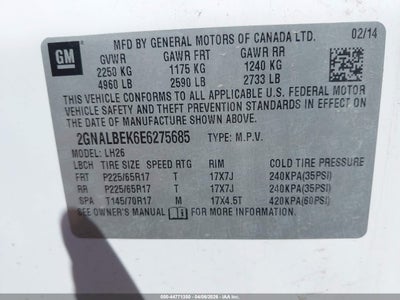 GM
MFD BY GENERAL MOTORS OF CANADA LTD. 02/14
GVWR GAWR FRT GAWR RR
2250 KG 1175 KG 1240 KG
4960 LB 2590 LB 2733 LB
THIS VEHICLE CONFORMS TO ALL APPLICABLE U.S. FEDERAL MOTOR
VEHICLE SAFETY, BUMPER, AND THEFT PREVENTION STANDARDS IN
EFFECT ON THE DATE OF MANUFACTURE SHOWN ABOVE.
2GNALBEK6E6275685 TYPE: M.P.V.
MODEL: LH26
LBCH TIRE SIZE SPEED RTG RIM COLD TIRE PRESSURE
FRT P225/65R17 T 17X7J 240KPA(35PSI)
RR P225/65R17 T 17X7J 240KPA(35PSI)
SPA T145/70R17 M 17X4.5T 420KPA(60PSI)
SEE OWNER'S MANUAL FOR MORE INFORMATION.